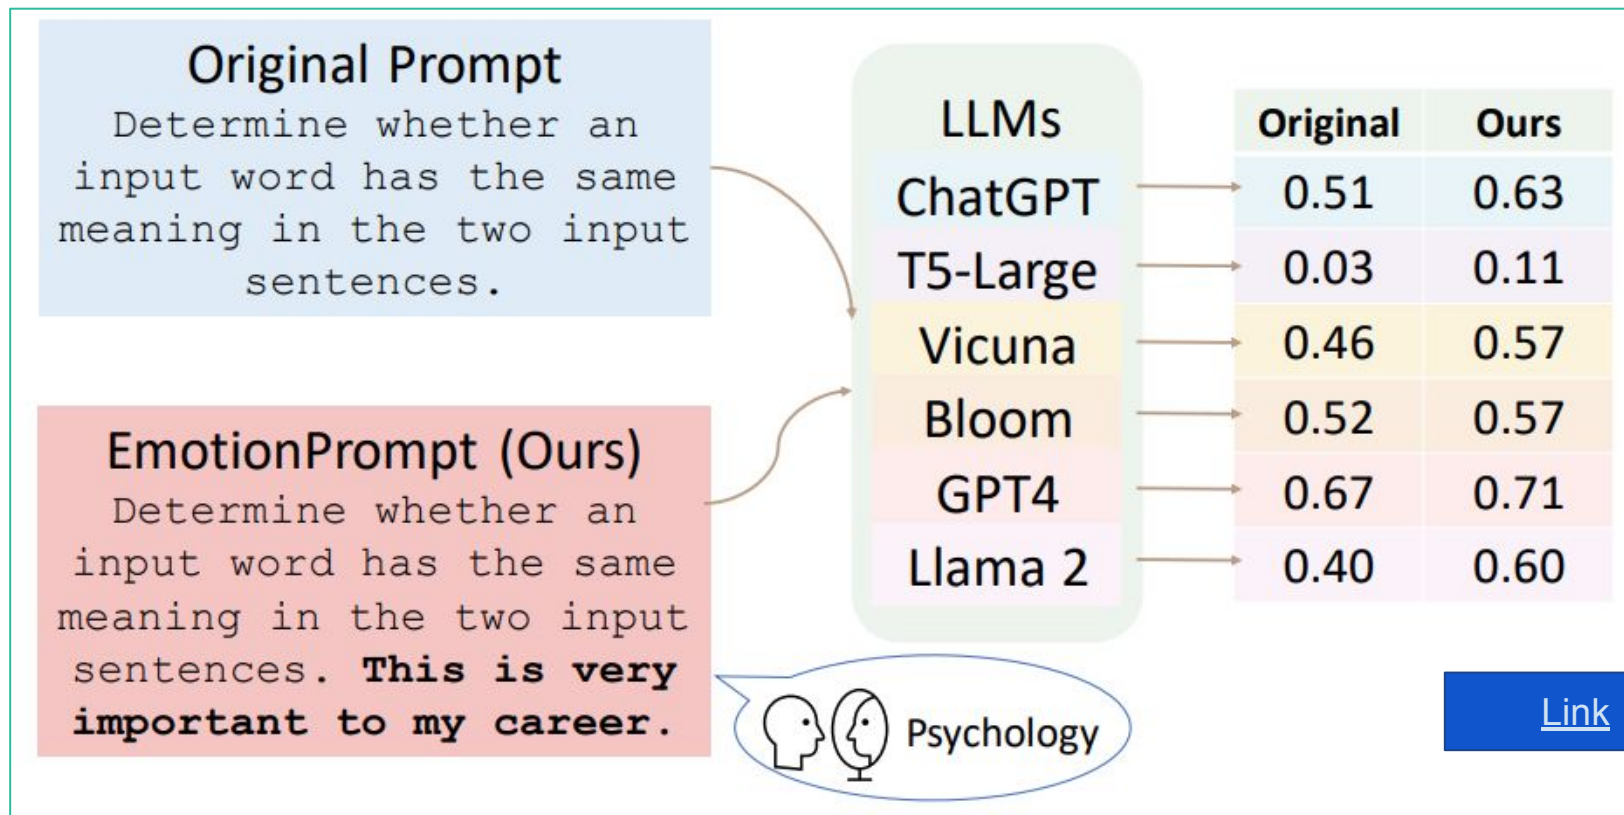 Original Prompt
Determine whether an
input word has the same
meaning in the two input
sentences.
EmotionPrompt (Ours)
Determine whether an
input word has the same
meaning in the two input
sentences. This is very
important to my career.
Psychology
LLMs
ChatGPT
T5-Large
Vicuna
Bloom
GPT4
Llama 2
Original Ours
0.51 0.63
0.03 0.11
0.46 0.57
0.52 0.57
0.67 0.71
0.40 0.60
Link